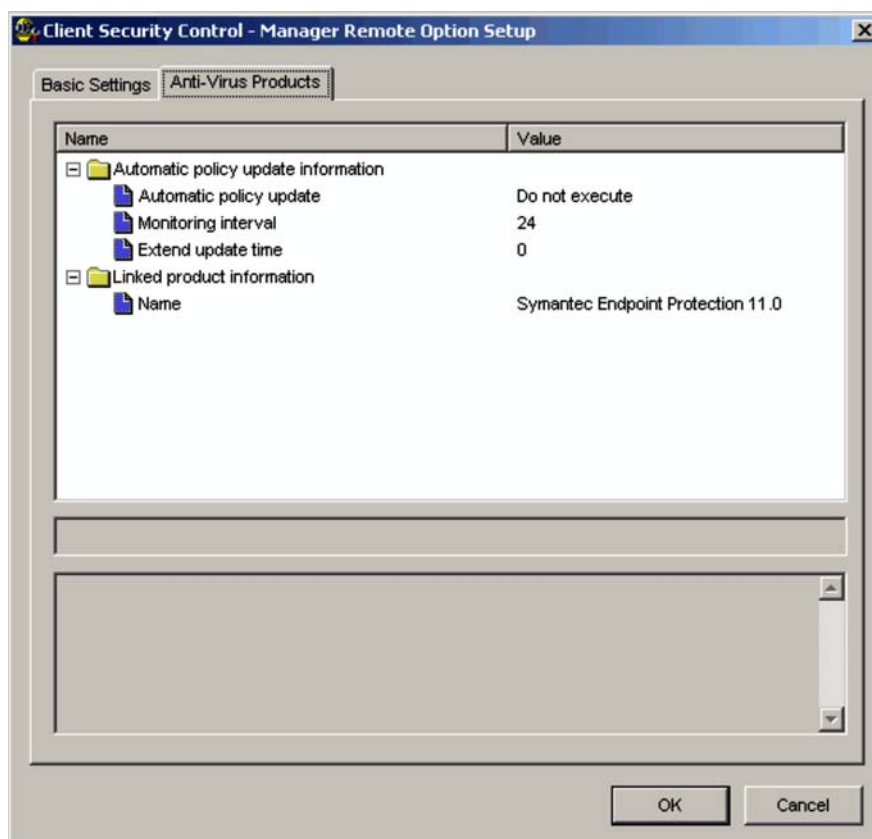 Client Security Control - Manager Remote Option Setup
Basic Settings Anti-Virus Products
Name Value
Automatic policy update information
Automatic policy update Do not execute
Monitoring interval 24
Extend update time 0
Linked product information
Name Symantec Endpoint Protection 11.0
OK Cancel